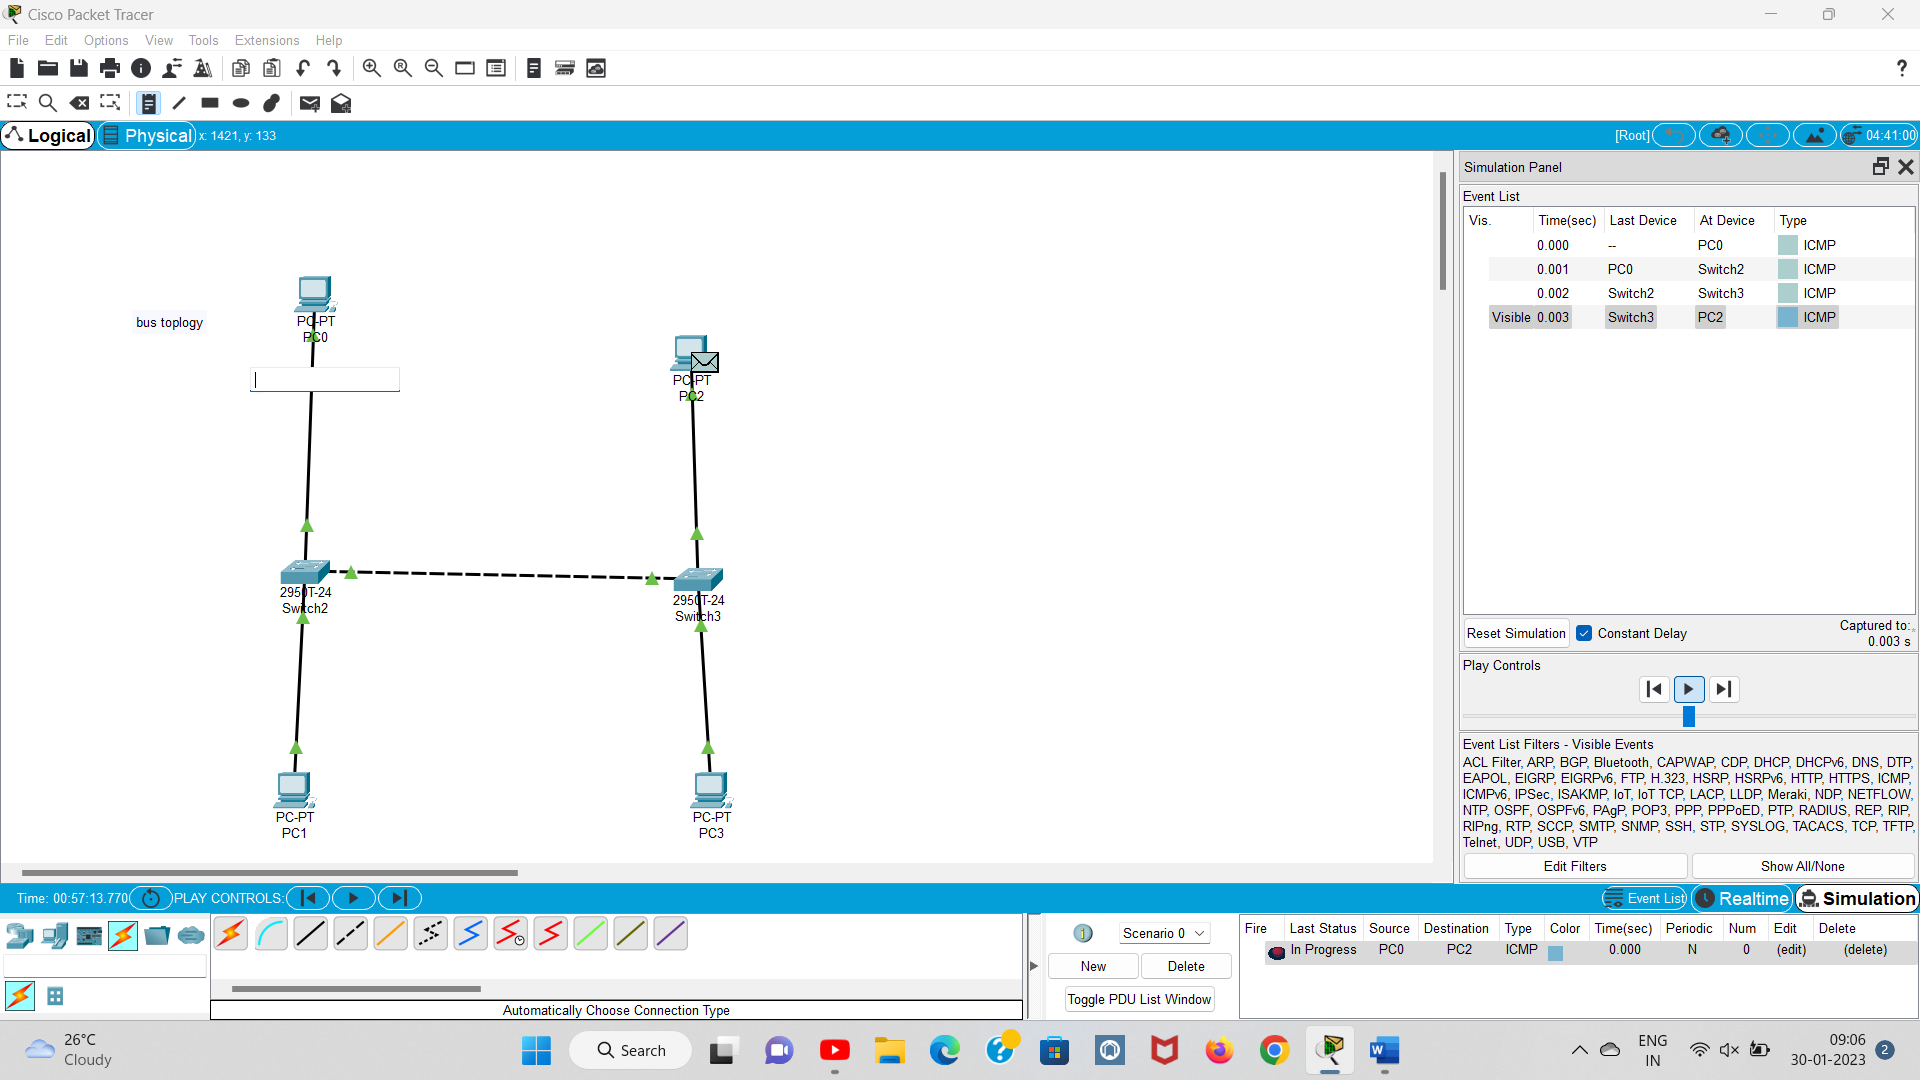 Cisco Packet Tracer
File Edit Options View Tools Extensions Help
?
Logical Physical x: 1421, y: 133 [Root] 04:41:00
Simulation Panel
Event List
Vis. Time(sec) Last Device At Device Type
0.000 -- PC0 ICMP
0.001 PC0 Switch2 ICMP
0.002 Switch2 Switch3 ICMP
Visible 0.003 Switch3 PC2 ICMP
bus toplogy
PC-PT
PC0
PC-PT
PC2
2950T-24
Switch2
2950T-24
Switch3
PC-PT
PC1
PC-PT
PC3
Reset Simulation Constant Delay Captured to:
0.003 s
Play Controls
Event List Filters - Visible Events
ACL Filter, ARP, BGP, Bluetooth, CAPWAP, CDP, DHCP, DHCPv6, DNS, DTP,
EAPOL, EIGRP, EIGRPv6, FTP, H.323, HSRP, HSRPv6, HTTP, HTTPS, ICMP,
ICMPv6, IPSec, ISAKMP, IoT, IoT TCP, LACP, LLDP, Meraki, NDP, NETFLOW,
NTP, OSPF, OSPFv6, PAgP, POP3, PPP, PPPoED, PTP, RADIUS, REP, RIP,
RIPng, RTP, SCCP, SMTP, SNMP, SSH, STP, SYSLOG, TACACS, TCP, TFTP,
Telnet, UDP, USB, VTP
Edit Filters Show All/None
Time: 00:57:13.770 PLAY CONTROLS: Event List Realtime Simulation
Scenario 0
New Delete
Toggle PDU List Window
Fire Last Status Source Destination Type Color Time(sec) Periodic Num Edit Delete
In Progress PC0 PC2 ICMP 0.000 N 0 (edit) (delete)
Automatically Choose Connection Type
26°C
Cloudy
Search
ENG
IN
09:06
30-01-2023
2